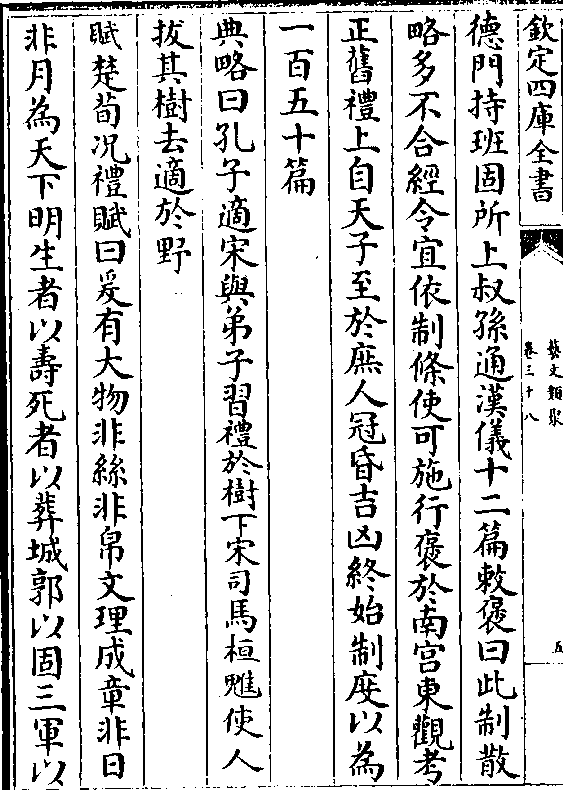 欽定四庫全書
藝文類聚
卷三十八
五
德門持班固所上叔孫通漢儀十二篇敕褒曰此制散
略多不合經令宜依制條使可施行褒於南宫東觀考
正舊禮上自天子至於庶人冠昏吉凶終始制度以為
一百五十篇
典略曰孔子適宋與弟子習禮於樹下宋司馬桓魋使人
拔其樹去適於野
賦楚荀况禮賦曰爰有大物非絲非帛文理成章非日
非月為天下明生者以壽死者以葬城郭以固三軍以